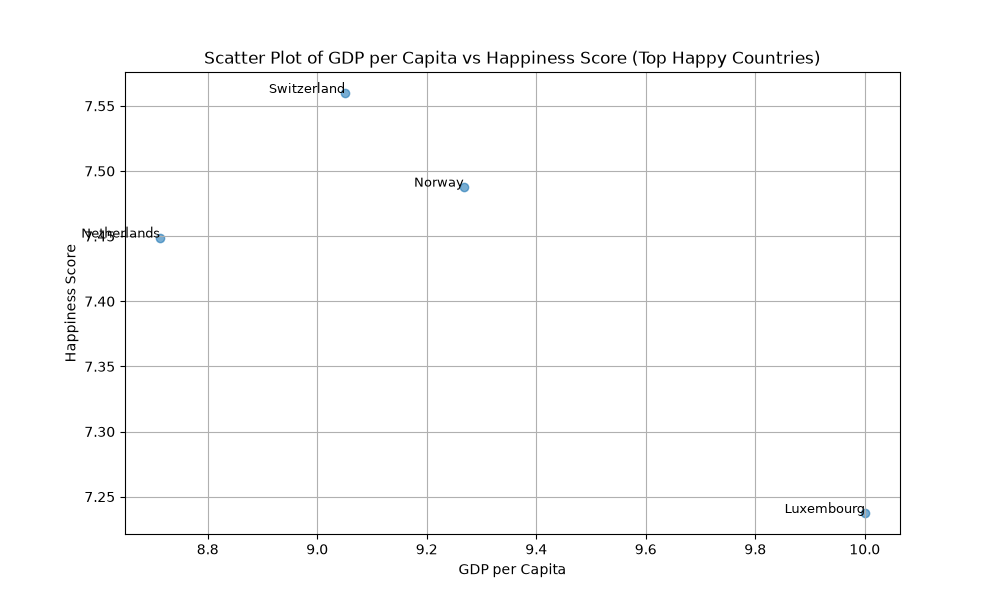 Scatter Plot of GDP per Capita vs Happiness Score (Top Happy Countries)
Happiness Score
7.55
7.50
7.45
7.40
7.35
7.30
7.25
Switzerland
Norway
Netherlands
Luxembourg
8.8
9.0
9.2
9.4
9.6
9.8
10.0
GDP per Capita